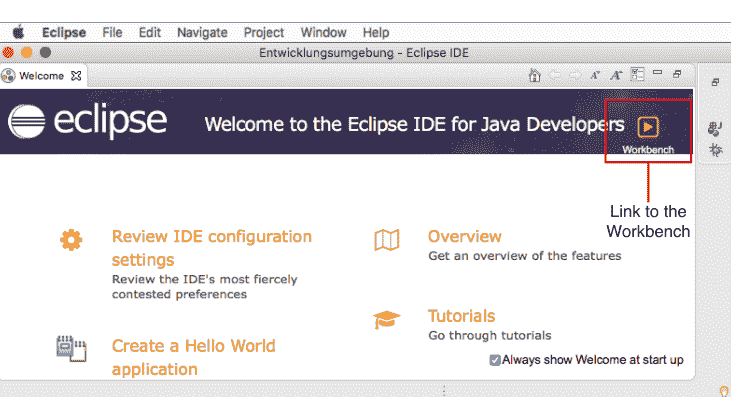 Eclipse File Edit Navigate Project Window Help
Entwicklungsumgebung - Eclipse IDE
Welcome
eclipse Welcome to the Eclipse IDE for Java Developers
Workbench
Link to the
Workbench
Review IDE configuration
settings
Review the IDE's most fiercely
contested preferences
Overview
Get an overview of the features
Create a Hello World
application
Tutorials
Go through tutorials
Always show Welcome at start up